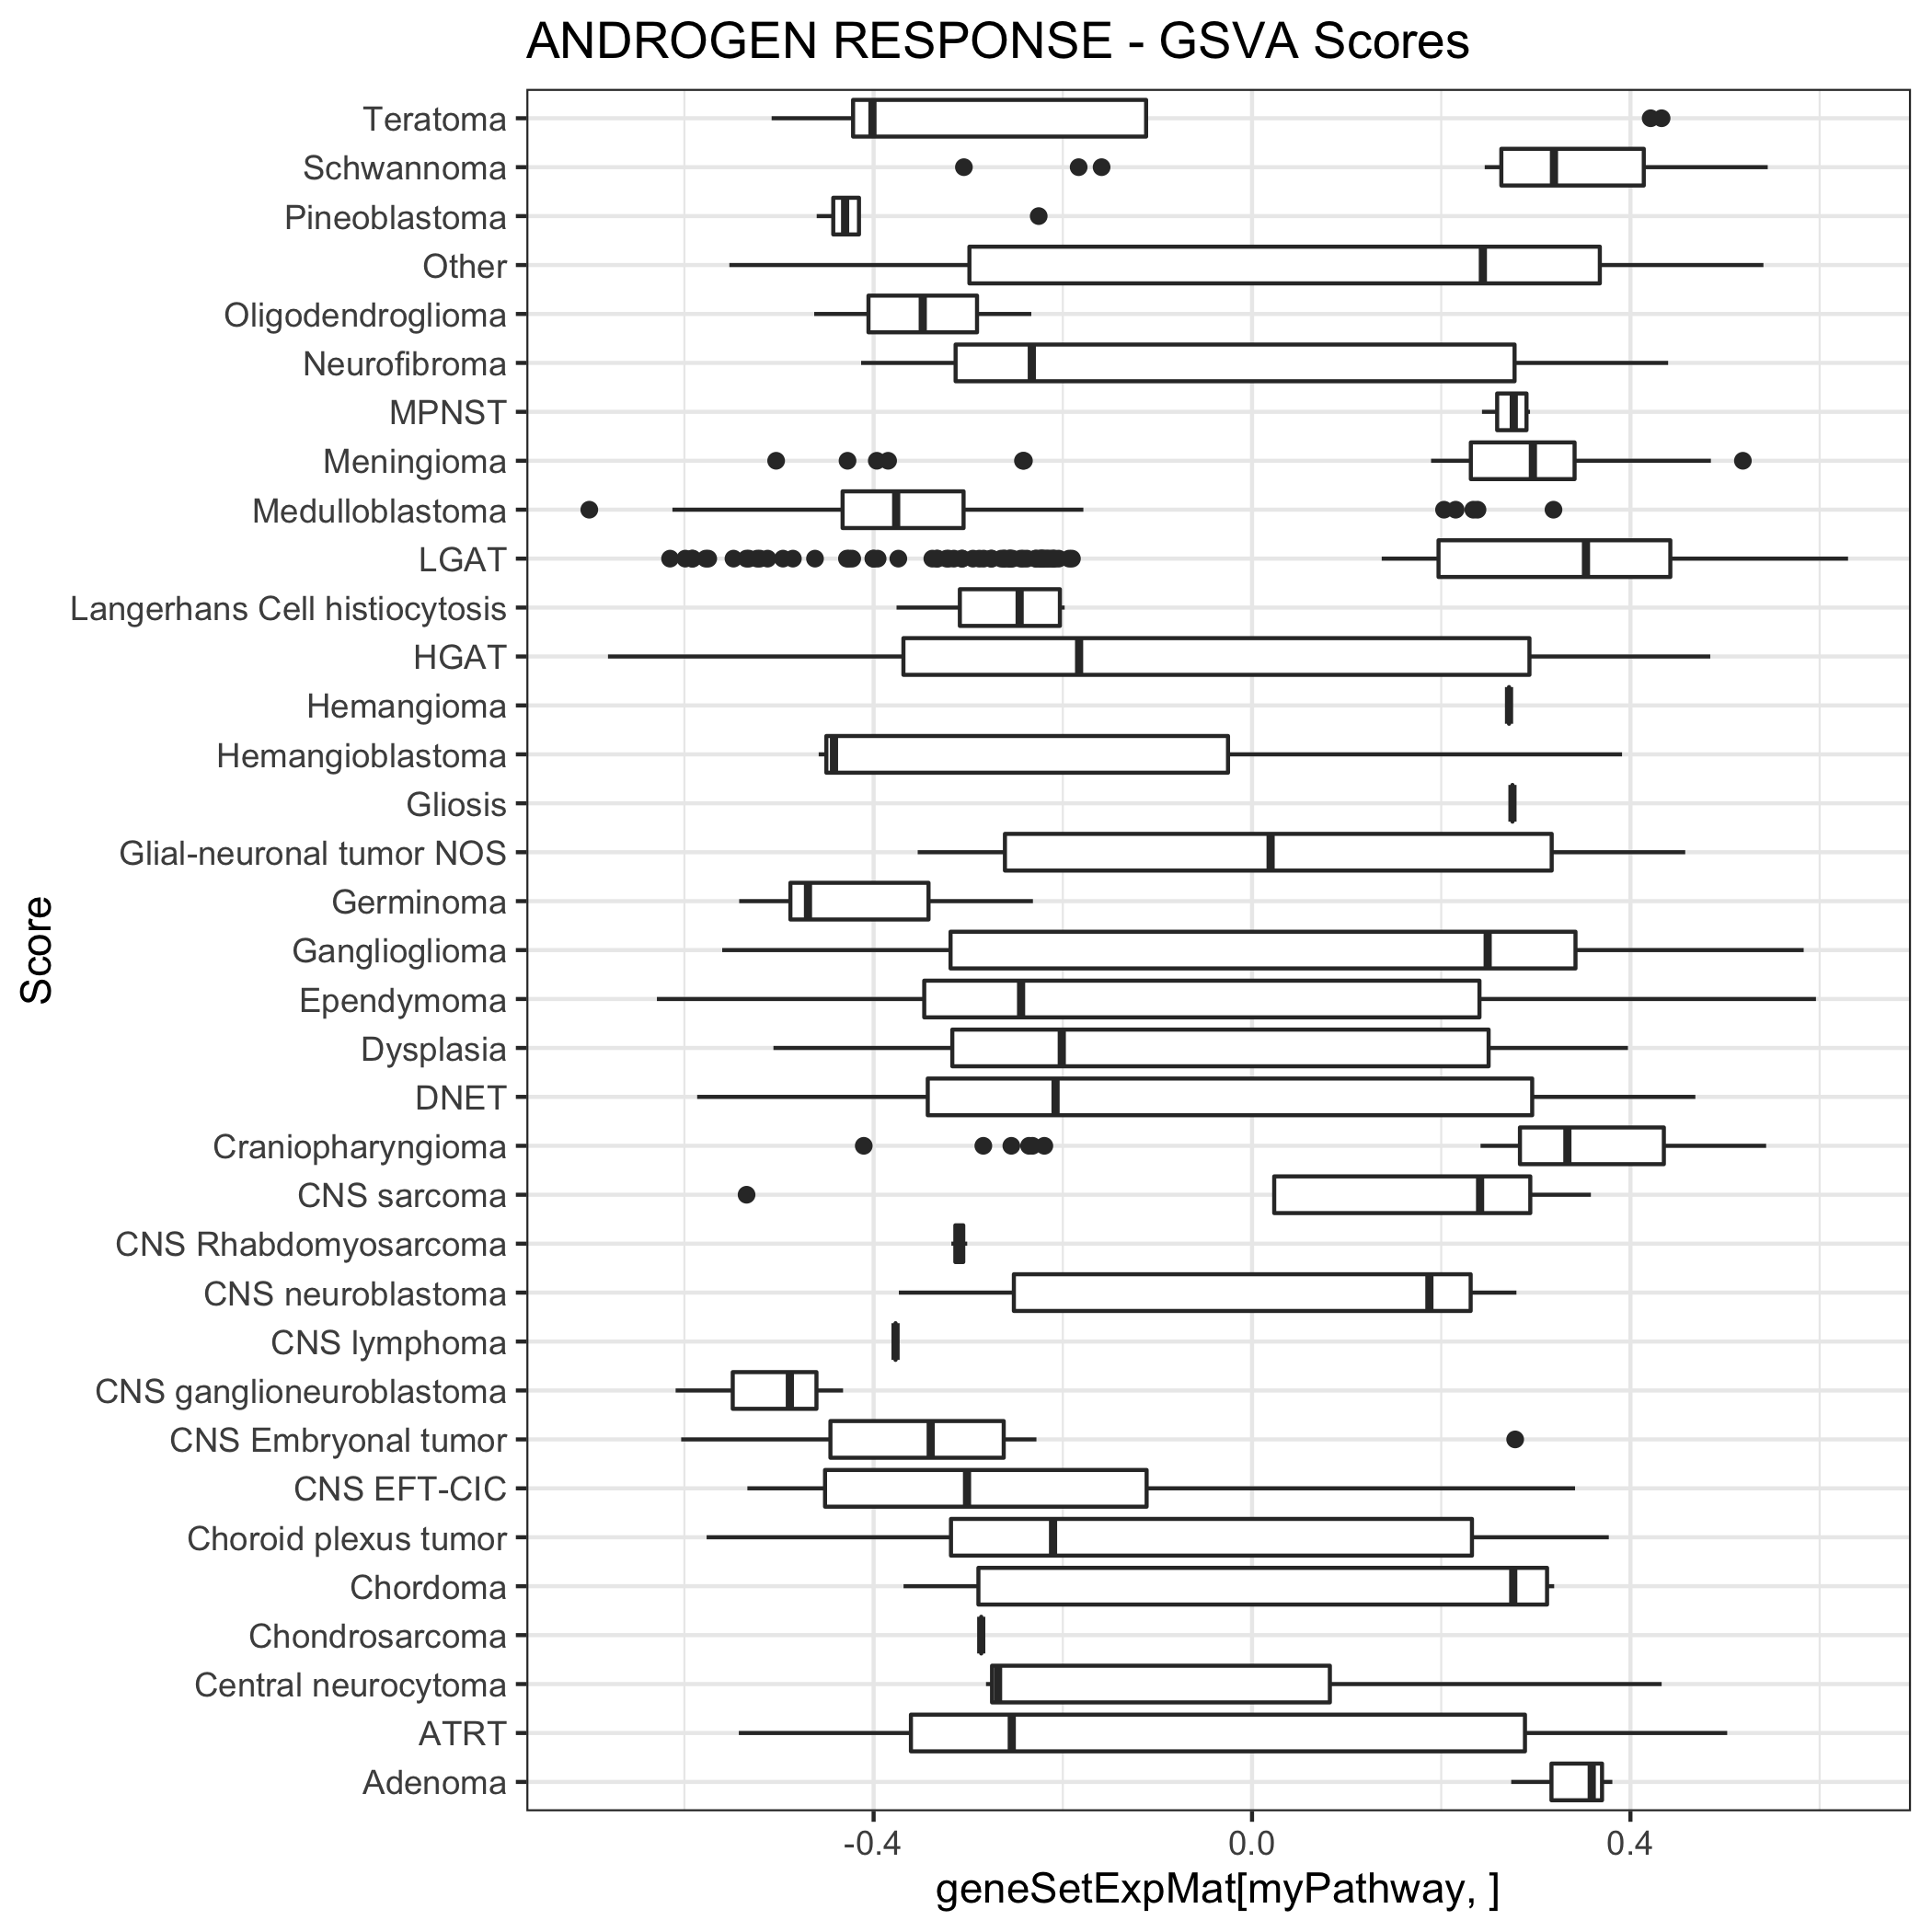 ANDROGEN RESPONSE - GSVA Scores
Teratoma
Schwannoma
Pineoblastoma
Other
Oligodendroglioma
Neurofibroma
MPNST
Meningioma
Medulloblastoma
LGAT
Langerhans Cell histiocytosis
HGAT
Hemangioma
Hemangioblastoma
Gliosis
Glial-neuronal tumor NOS
Germinoma
Ganglioglioma
Ependymoma
Dysplasia
DNET
Craniopharyngioma
CNS sarcoma
CNS Rhabdomyosarcoma
CNS neuroblastoma
CNS lymphoma
CNS ganglioneuroblastoma
CNS Embryonal tumor
CNS EFT-CIC
Choroid plexus tumor
Chordoma
Chondrosarcoma
Central neurocytoma
ATRT
Adenoma
Score
-0.4 0.0 0.4
geneSetExpMat[myPathway, ]